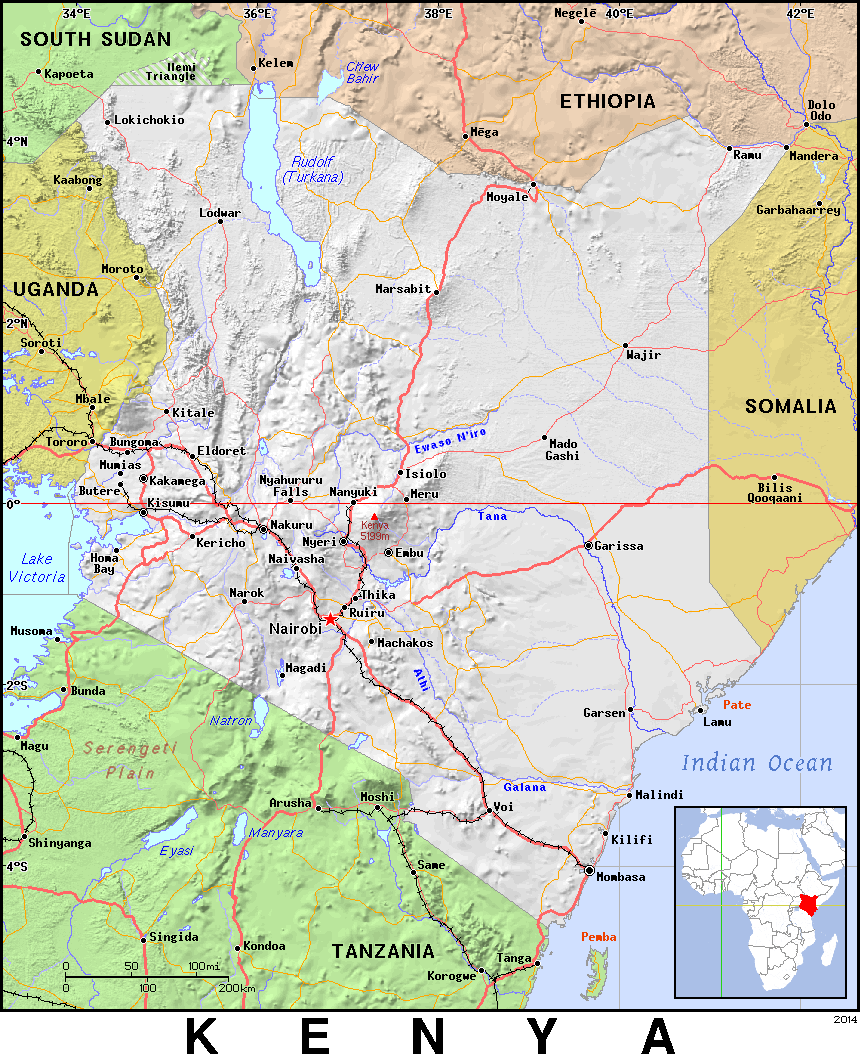 34°E
36°E
38°E
Negelē
40°E
42°E
SOUTH SUDAN
Kapoeta
Ilemi
Triangle
Kelem
Ch'ew
Bahir
ETHIOPIA
Dolo
Odo
Lokichokio
4°N
Mēga
Ramu
Mandera
Kaabong
Rudolf
(Turkana)
Moyale
Garbahaarrey
Lodwar
Moroto
UGANDA
Marsabit
2°N
Soroti
Wajir
Mbale
Kitale
SOMALIA
Tororo
Bungoma
Eldoret
Ewaso N'iro
Mado
Gashi
Mumias
Butere
Kakamega
Nyahururu
Falls
Isiolo
Nanyuki
Meru
Bilis
Qooqaani
0°
Kisumu
Kenya
5199m
Tana
Nakuru
Kericho
Nyeri
Embu
Garissa
Lake
Victoria
Homa
Bay
Naivasha
Narok
Thika
Ruiru
Nairobi
Musoma
Machakos
Magadi
Athi
2°S
Bunda
Natron
Garsen
Pate
Lamu
Magu
Serengeti
Plain
Indian Ocean
Galana
Malindi
Arusha
Moshi
Voi
Shinyanga
Manyara
Eyasi
Kilifi
4°S
Same
Mombasa
Singida
Kondoa
TANZANIA
Pemba
Tanga
Korogwe
0
50
100mi
0
100
200km
2014
K E N Y A